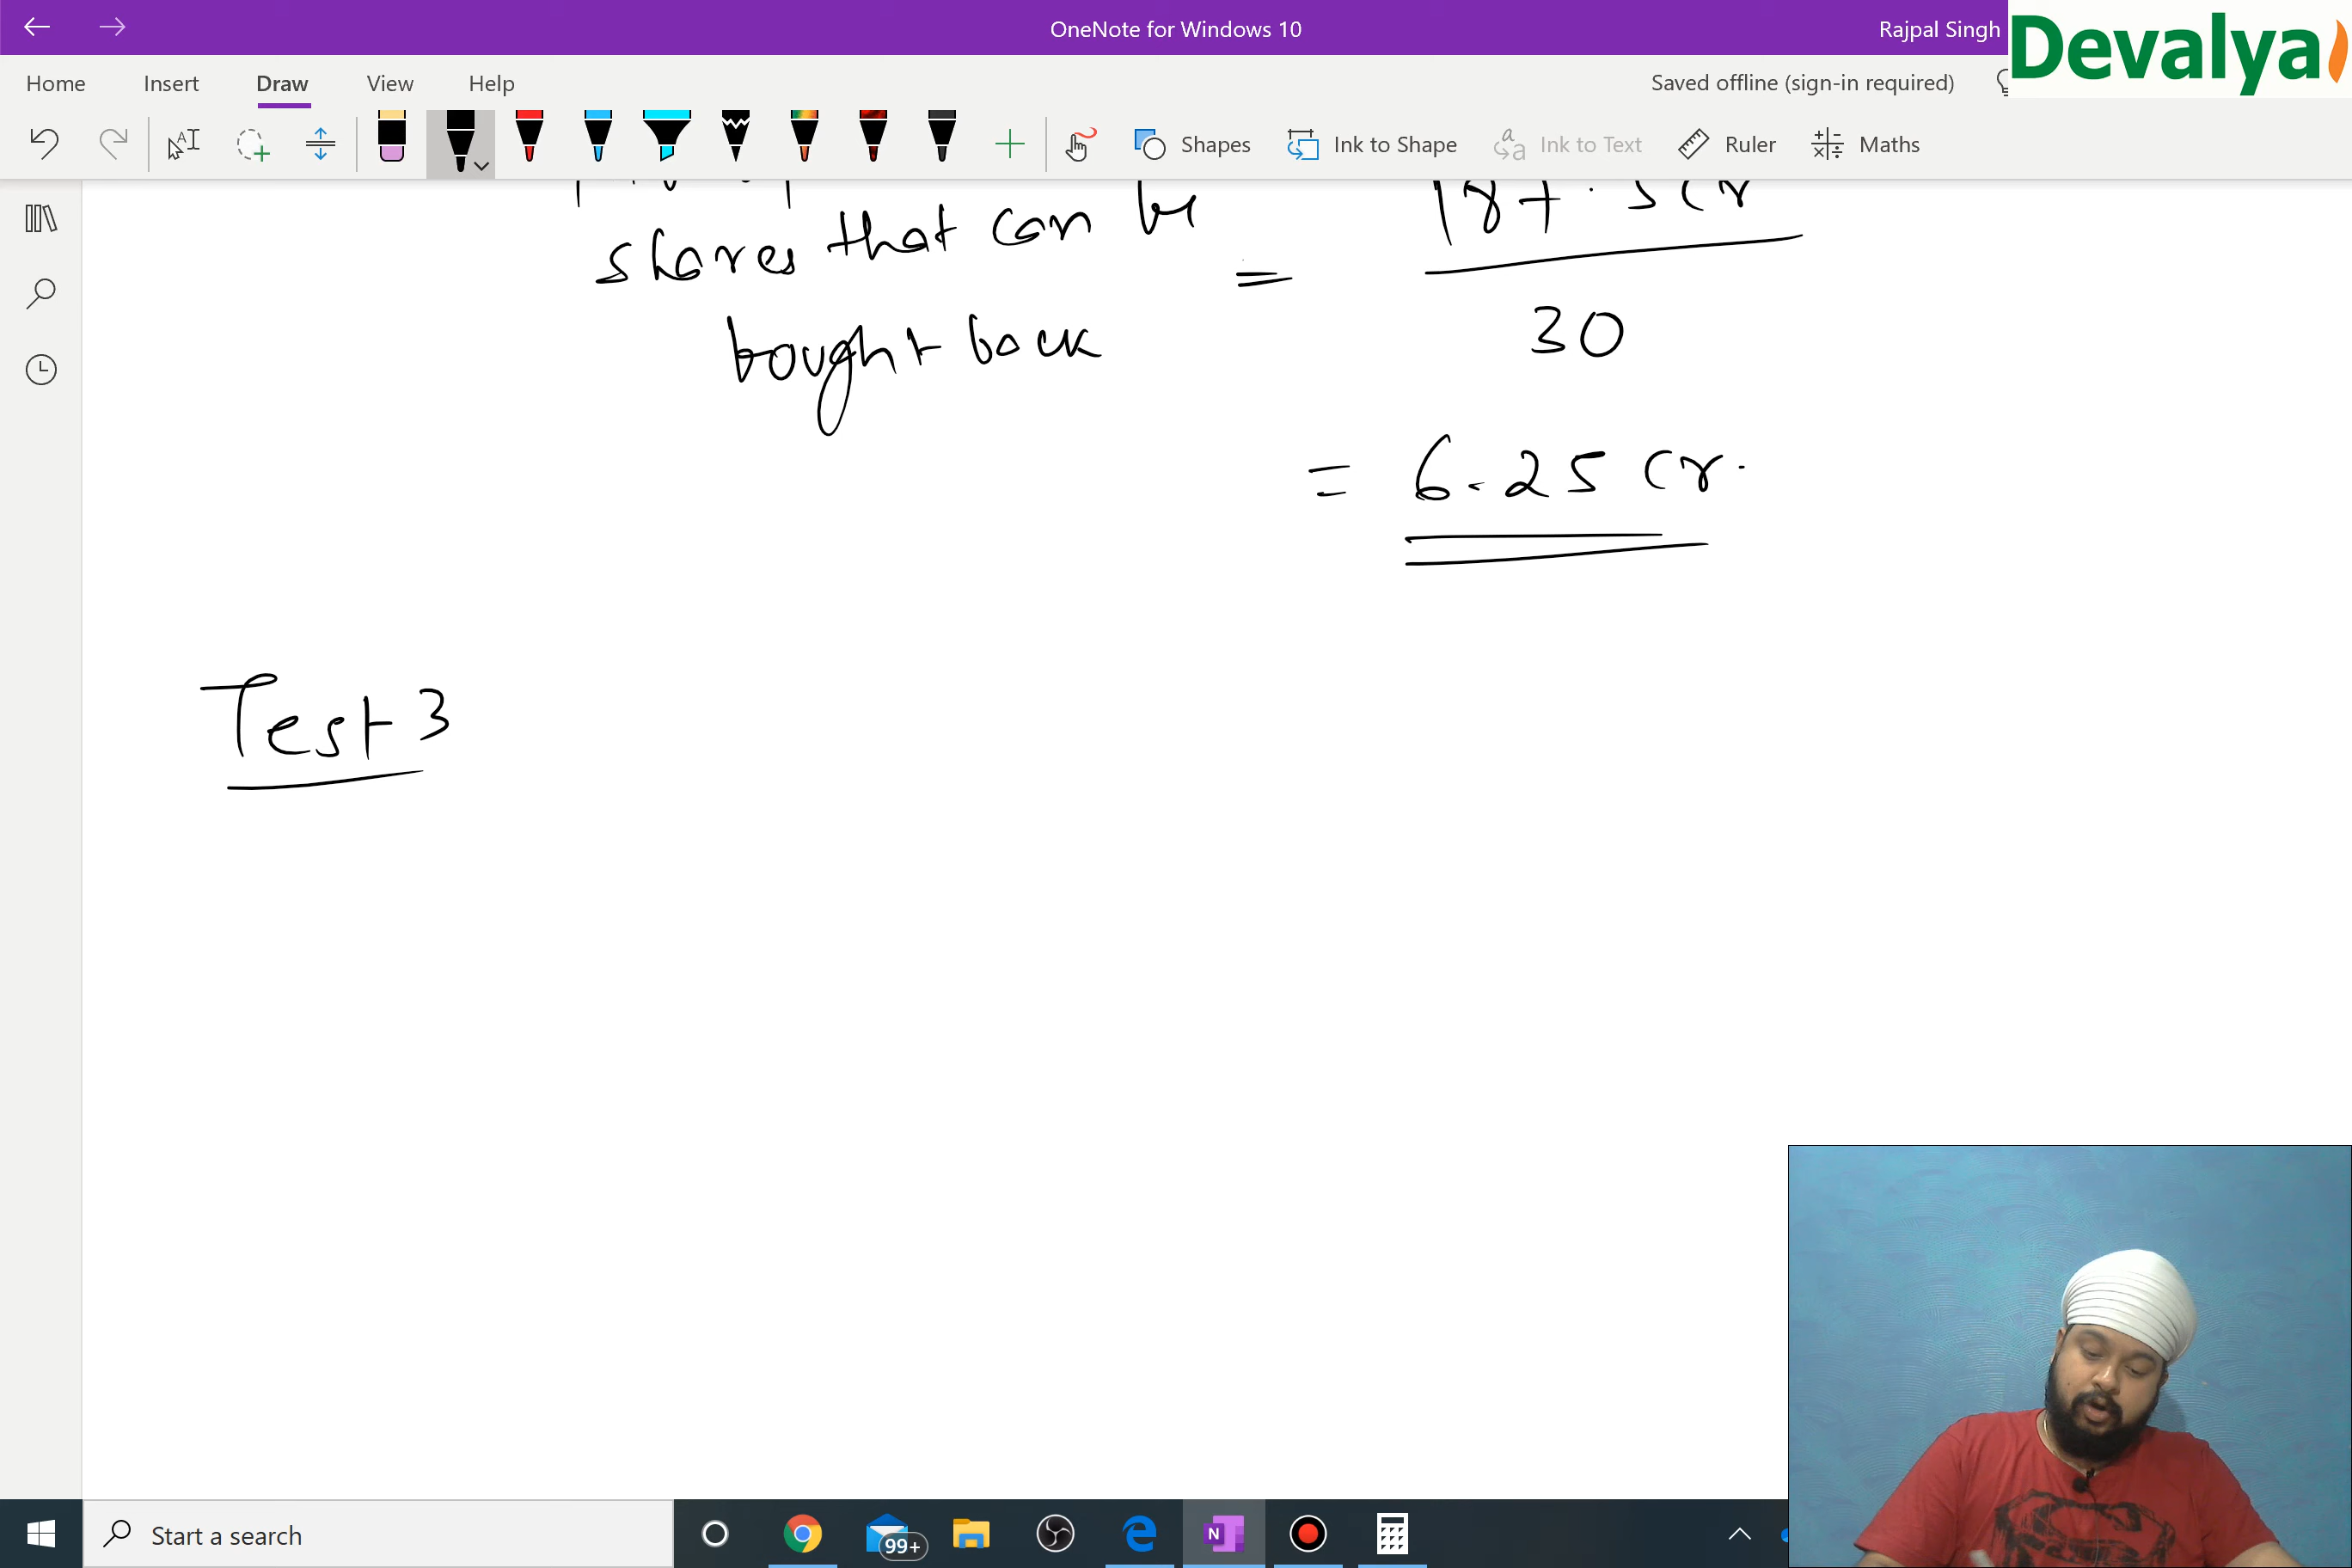 OneNote for Windows 10
Rajpal Singh
Devalya
Home Insert Draw View Help
Saved offline (sign-in required)
Shapes Ink to Shape Ink to Text Ruler Maths
shares that can be
bought back
=
30
= 6.25 Cr.
Test 3
Start a search
99+